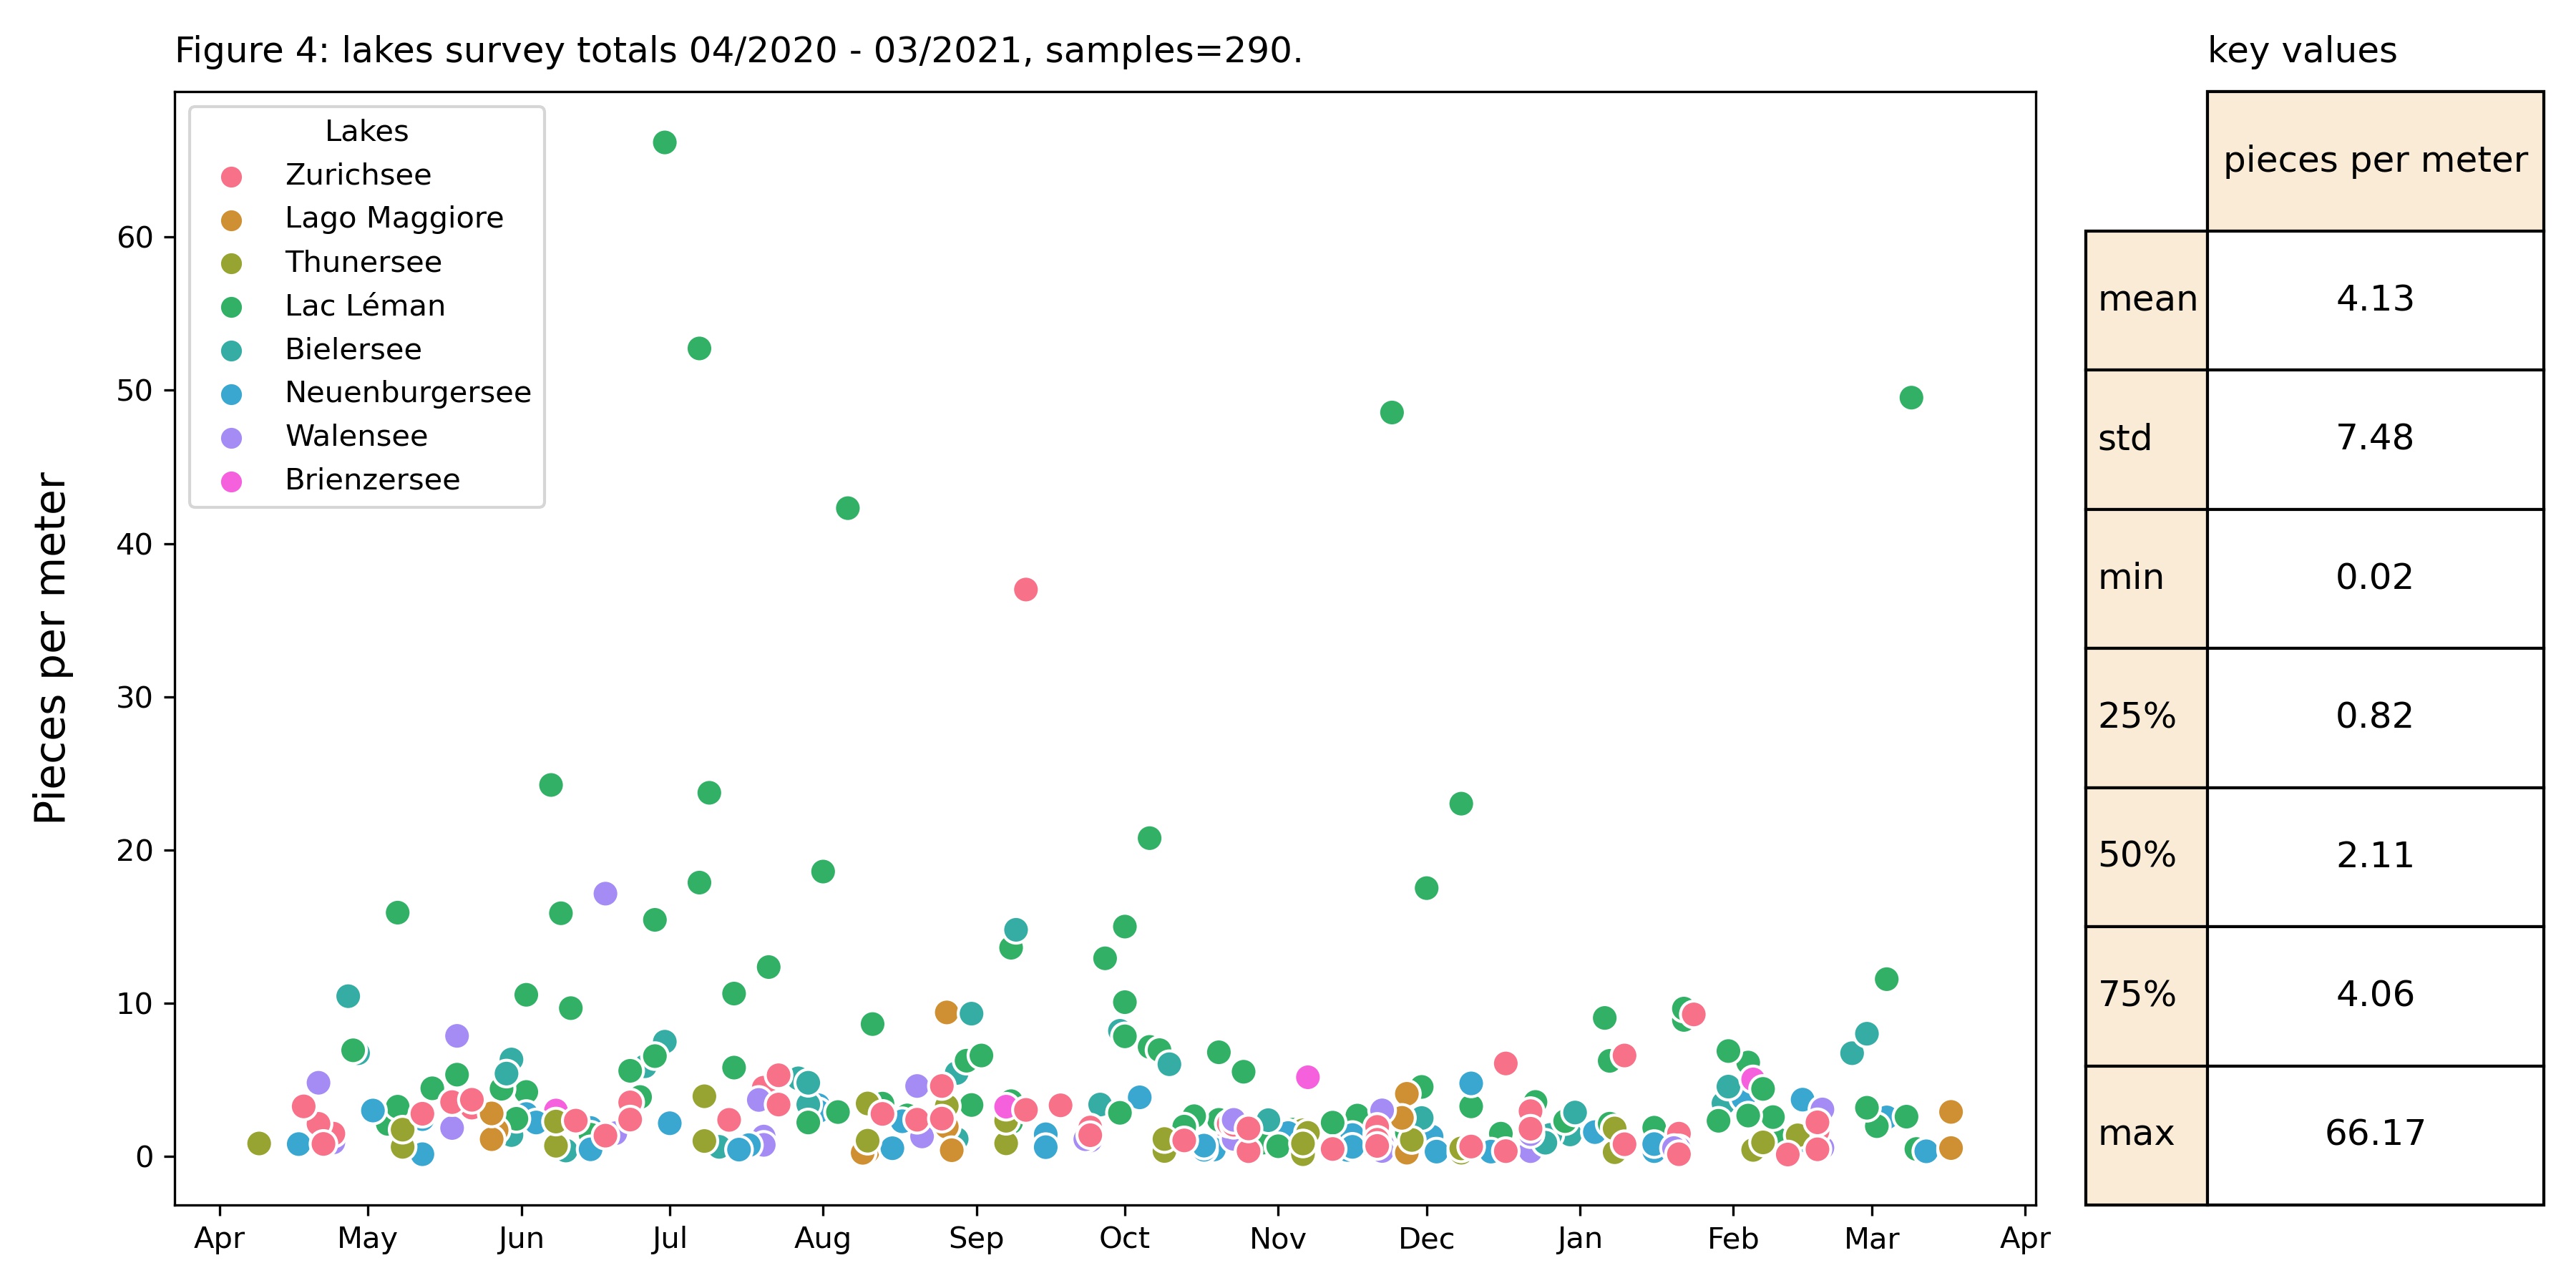 Figure 4: lakes survey totals 04/2020 - 03/2021, samples=290.
key values
Lakes
Zurichsee
Lago Maggiore
Thunersee
Lac Léman
Bielersee
Neuenburgersee
Walensee
Brienzersee
Pieces per meter
60
50
40
30
20
10
0
Apr May Jun Jul Aug Sep Oct Nov Dec Jan Feb Mar Apr
pieces per meter
mean 4.13
std 7.48
min 0.02
25% 0.82
50% 2.11
75% 4.06
max 66.17